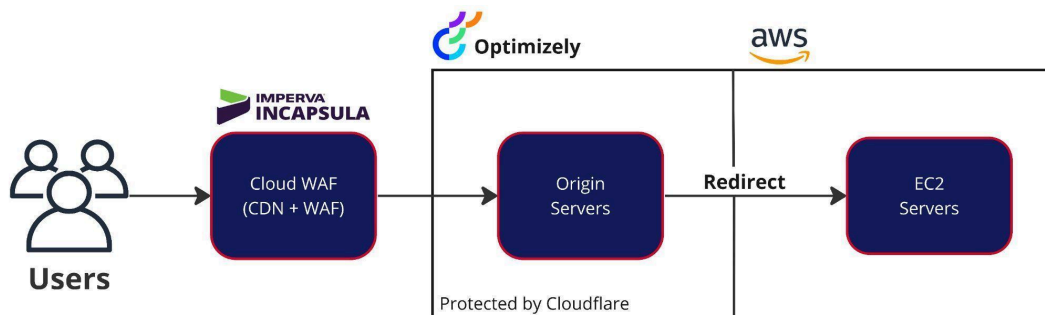 Optimizely
aws
IMPERVA
INCAPSULA
Cloud WAF
(CDN + WAF)
Origin
Servers
Redirect
EC2
Servers
Users
Protected by Cloudflare